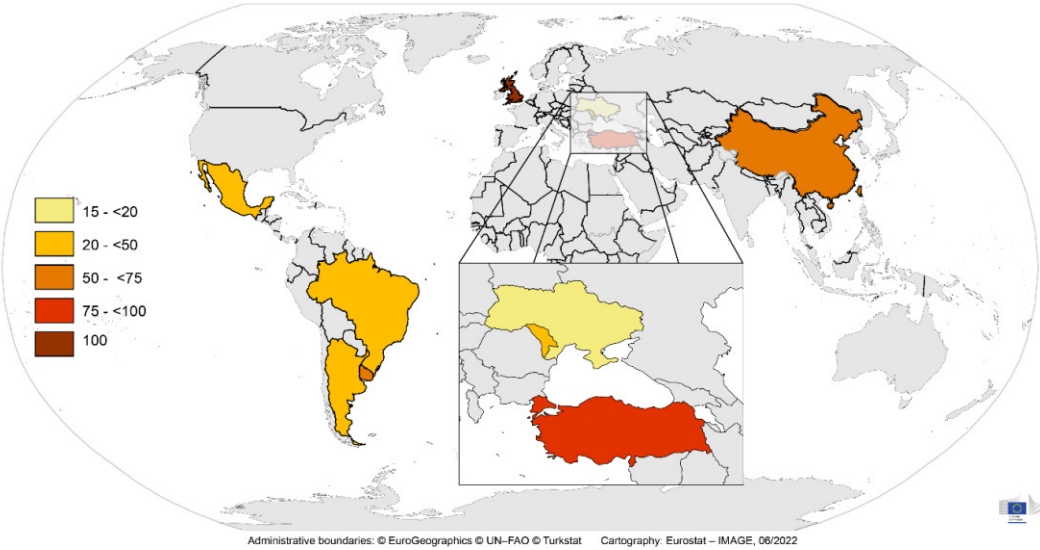 15 - <20
20 - <50
50 - <75
75 - <100
100
Administrative boundaries: © EuroGeographics © UN–FAO © Turkstat Cartography: Eurostat – IMAGE, 06/2022